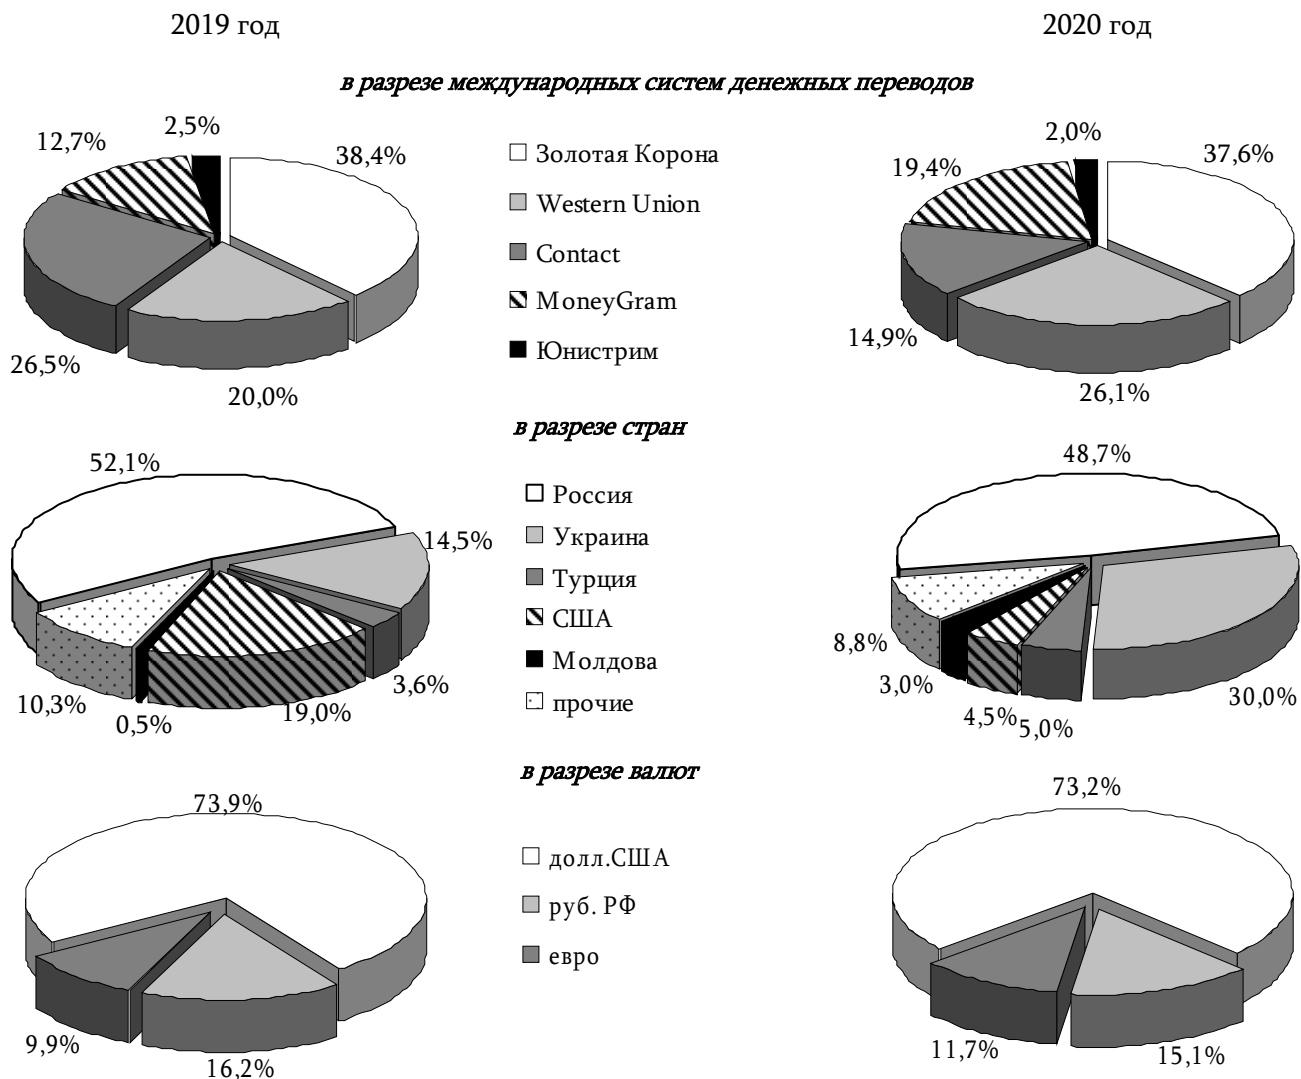 2019 год
2020 год
в разрезе международных систем денежных переводов
12,7%
2,5%
38,4%
26,5%
20,0%
Золотая Корона
Western Union
Contact
MoneyGram
Юнистрим
19,4%
2,0%
37,6%
14,9%
26,1%
в разрезе стран
52,1%
14,5%
10,3%
0,5%
19,0%
3,6%
Россия
Украина
Турция
США
Молдова
прочие
48,7%
8,8%
3,0%
4,5%
5,0%
30,0%
в разрезе валют
73,9%
9,9%
16,2%
долл.США
руб. РФ
евро
73,2%
11,7%
15,1%